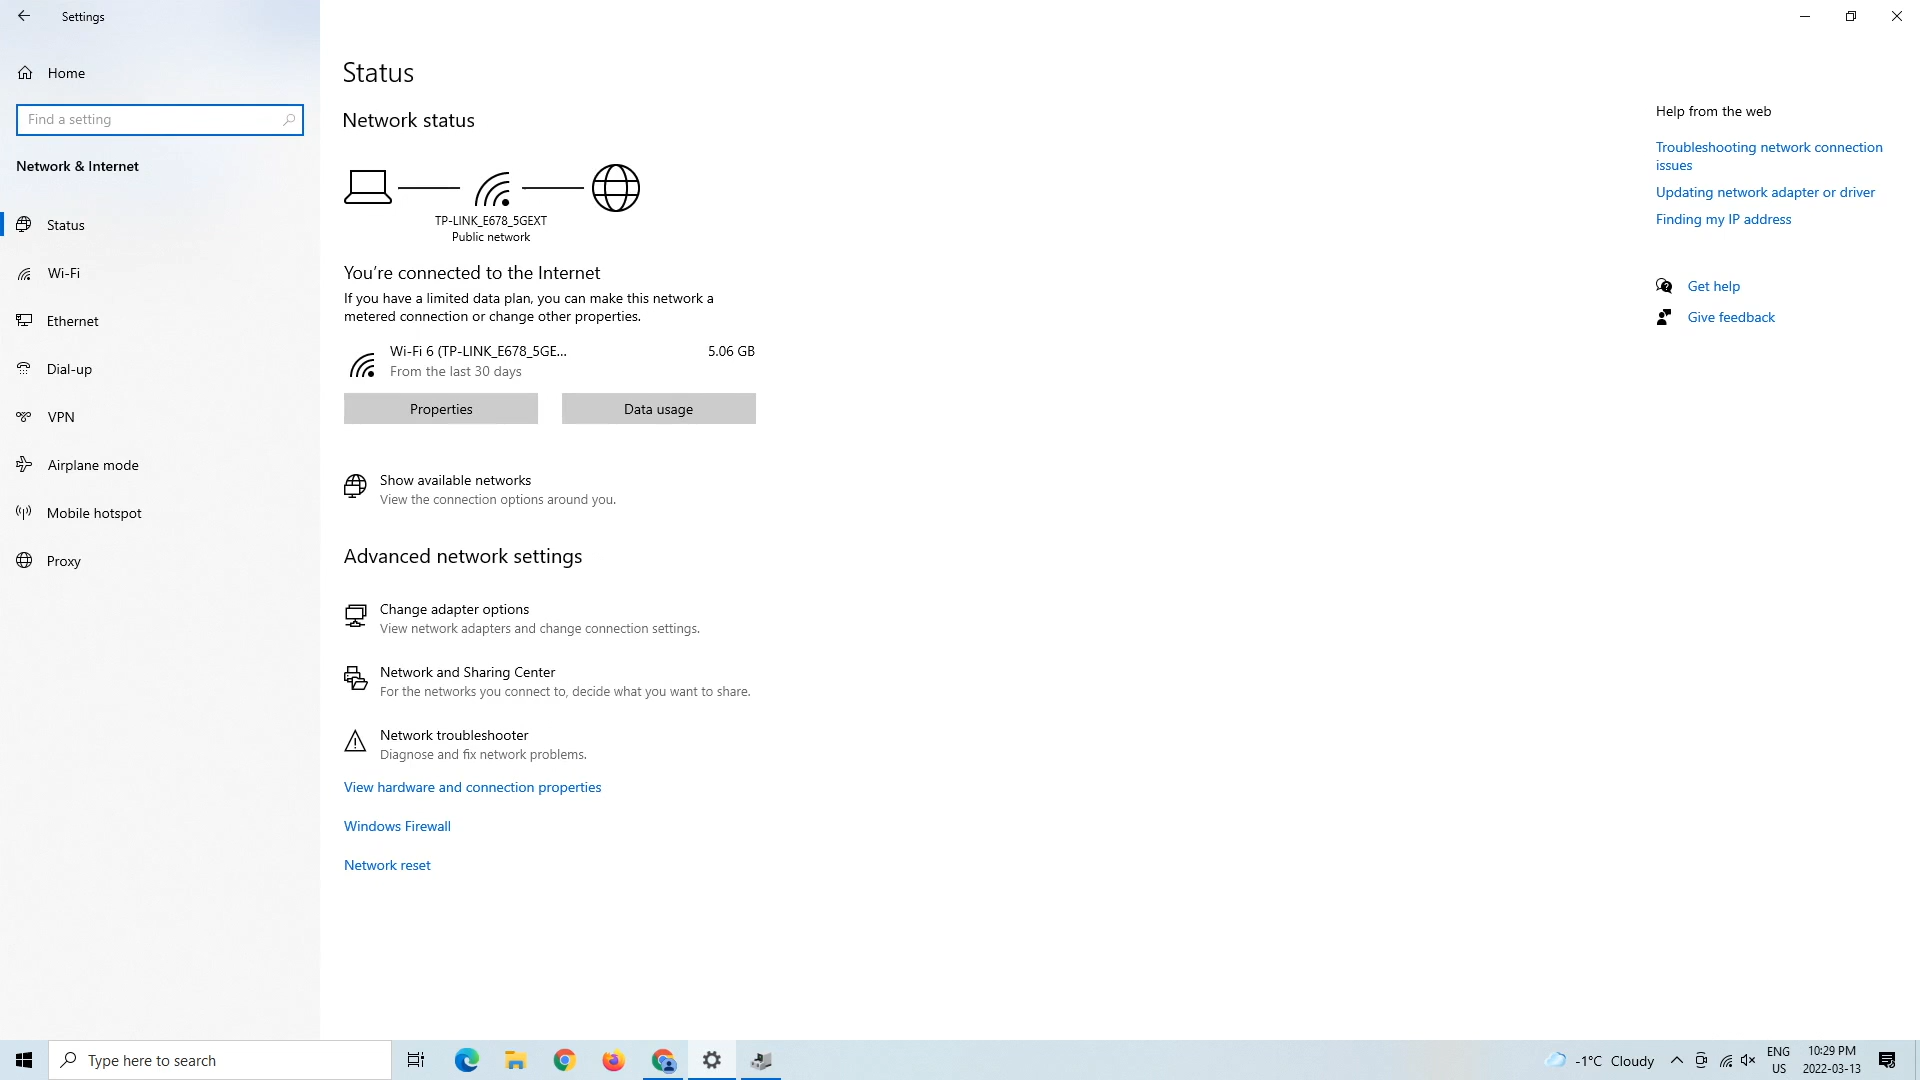 Settings
Home
Find a setting
Network & Internet
Status
Wi-Fi
Ethernet
Dial-up
VPN
Airplane mode
Mobile hotspot
Proxy
Status
Network status
TP-LINK_E678_5GEXT
Public network
You're connected to the Internet
If you have a limited data plan, you can make this network a
metered connection or change other properties.
Wi-Fi 6 (TP-LINK_E678_5GE... 5.06 GB
From the last 30 days
Properties Data usage
Show available networks
View the connection options around you.
Advanced network settings
Change adapter options
View network adapters and change connection settings.
Network and Sharing Center
For the networks you connect to, decide what you want to share.
Network troubleshooter
Diagnose and fix network problems.
View hardware and connection properties
Windows Firewall
Network reset
Help from the web
Troubleshooting network connection
issues
Updating network adapter or driver
Finding my IP address
Get help
Give feedback
Type here to search
-1°C Cloudy
ENG
US
10:29 PM
2022-03-13